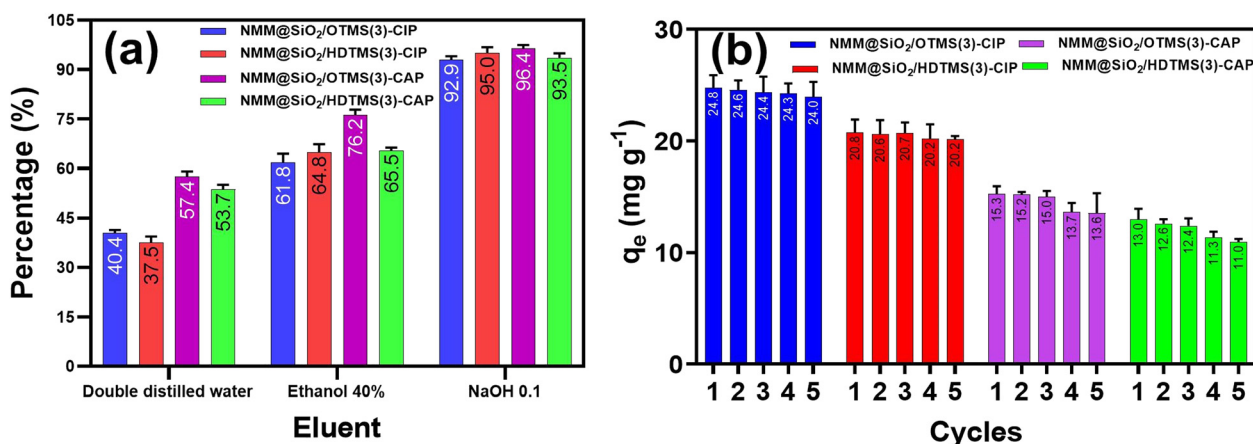 (a)
105
90
75
60
45
30
15
0
Percentage (%)
NMM@SiO₂/OTMS(3)-CIP
NMM@SiO₂/HDTMS(3)-CIP
NMM@SiO₂/OTMS(3)-CAP
NMM@SiO₂/HDTMS(3)-CAP
40.4
37.5
57.4
53.7
61.8
64.8
76.2
65.5
92.9
95.0
96.4
93.5
Double distilled water
Ethanol 40%
NaOH 0.1
Eluent
(b)
30
20
10
0
qₑ (mg g⁻¹)
NMM@SiO₂/OTMS(3)-CIP
NMM@SiO₂/OTMS(3)-CAP
NMM@SiO₂/HDTMS(3)-CIP
NMM@SiO₂/HDTMS(3)-CAP
24.8
24.6
24.4
24.3
24.0
20.8
20.6
20.7
20.2
20.2
15.3
15.2
15.0
13.7
13.6
13.0
12.6
12.4
11.3
11.0
1 2 3 4 5 1 2 3 4 5 1 2 3 4 5 1 2 3 4 5
Cycles